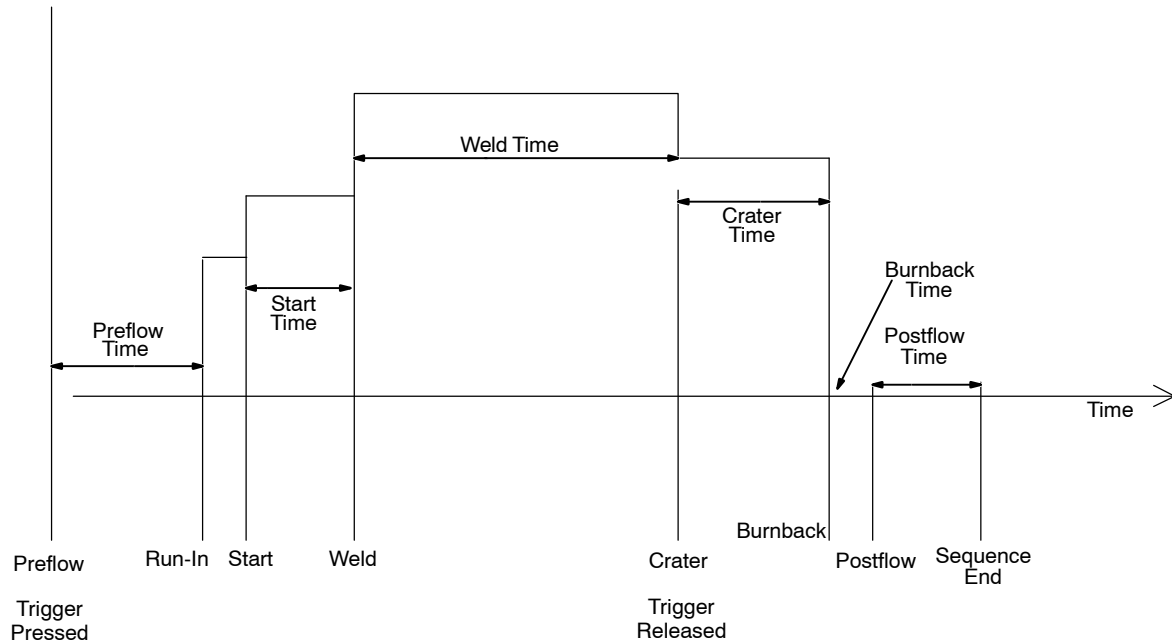 Weld Time
Crater
Time
Burnback
Time
Start
Time
Preflow
Time
Postflow
Time
Time
Burnback
Preflow
Run-In
Start
Weld
Crater
Postflow
Sequence
End
Trigger
Pressed
Trigger
Released